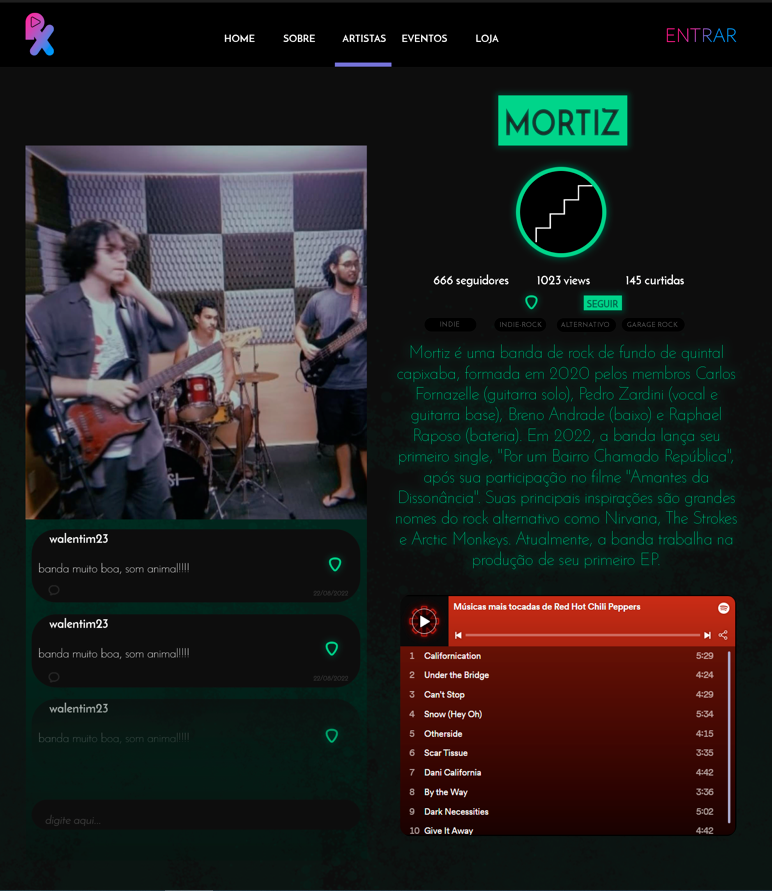 HOME SOBRE ARTISTAS EVENTOS LOJA ENTRAR
MORTIZ
666 seguidores 1023 views 145 curtidas
SEGUIR
INDIE INDIE-ROCK ALTERNATIVO GARAGE ROCK
Mortiz é uma banda de rock de fundo de quintal
capixaba, formada em 2020 pelos membros Carlos
Fornazelle (guitarra solo), Pedro Zardini (vocal e
guitarra base), Breno Andrade (baixo) e Raphael
Raposo (bateria). Em 2022, a banda lança seu
primeiro single, "Por um Bairro Chamado República",
após sua participação no filme "Amantes da
Dissonância". Suas principais inspirações são grandes
nomes do rock alternativo como Nirvana, The Strokes
e Arctic Monkeys. Atualmente, a banda trabalha na
produção de seu primeiro EP.
walentim23
banda muito boa, som animal!!!!!
22/08/2022
walentim23
banda muito boa, som animal!!!!!
22/08/2022
walentim23
banda muito boa, som animal!!!!!
digite aqui...
Músicas mais tocadas de Red Hot Chili Peppers
1 Californication 5:29
2 Under the Bridge 4:24
3 Can't Stop 4:29
4 Snow (Hey Oh) 5:34
5 Otherside 4:15
6 Scar Tissue 3:35
7 Dani California 4:42
8 By the Way 3:36
9 Dark Necessities 5:02
10 Give It Away 4:42